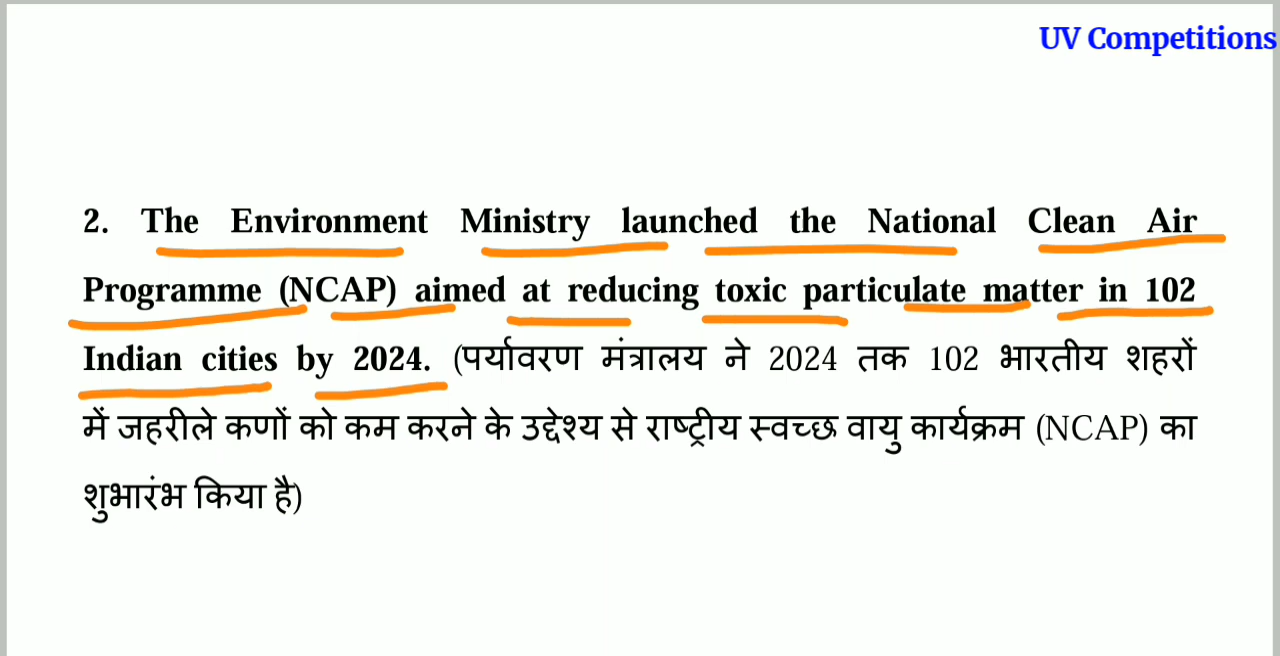 UV Competitions
2. The Environment Ministry launched the National Clean Air
Programme (NCAP) aimed at reducing toxic particulate matter in 102
Indian cities by 2024. (पर्यावरण मंत्रालय ने 2024 तक 102 भारतीय शहरों
में जहरीले कणों को कम करने के उद्देश्य से राष्ट्रीय स्वच्छ वायु कार्यक्रम (NCAP) का
शुभारंभ किया है)